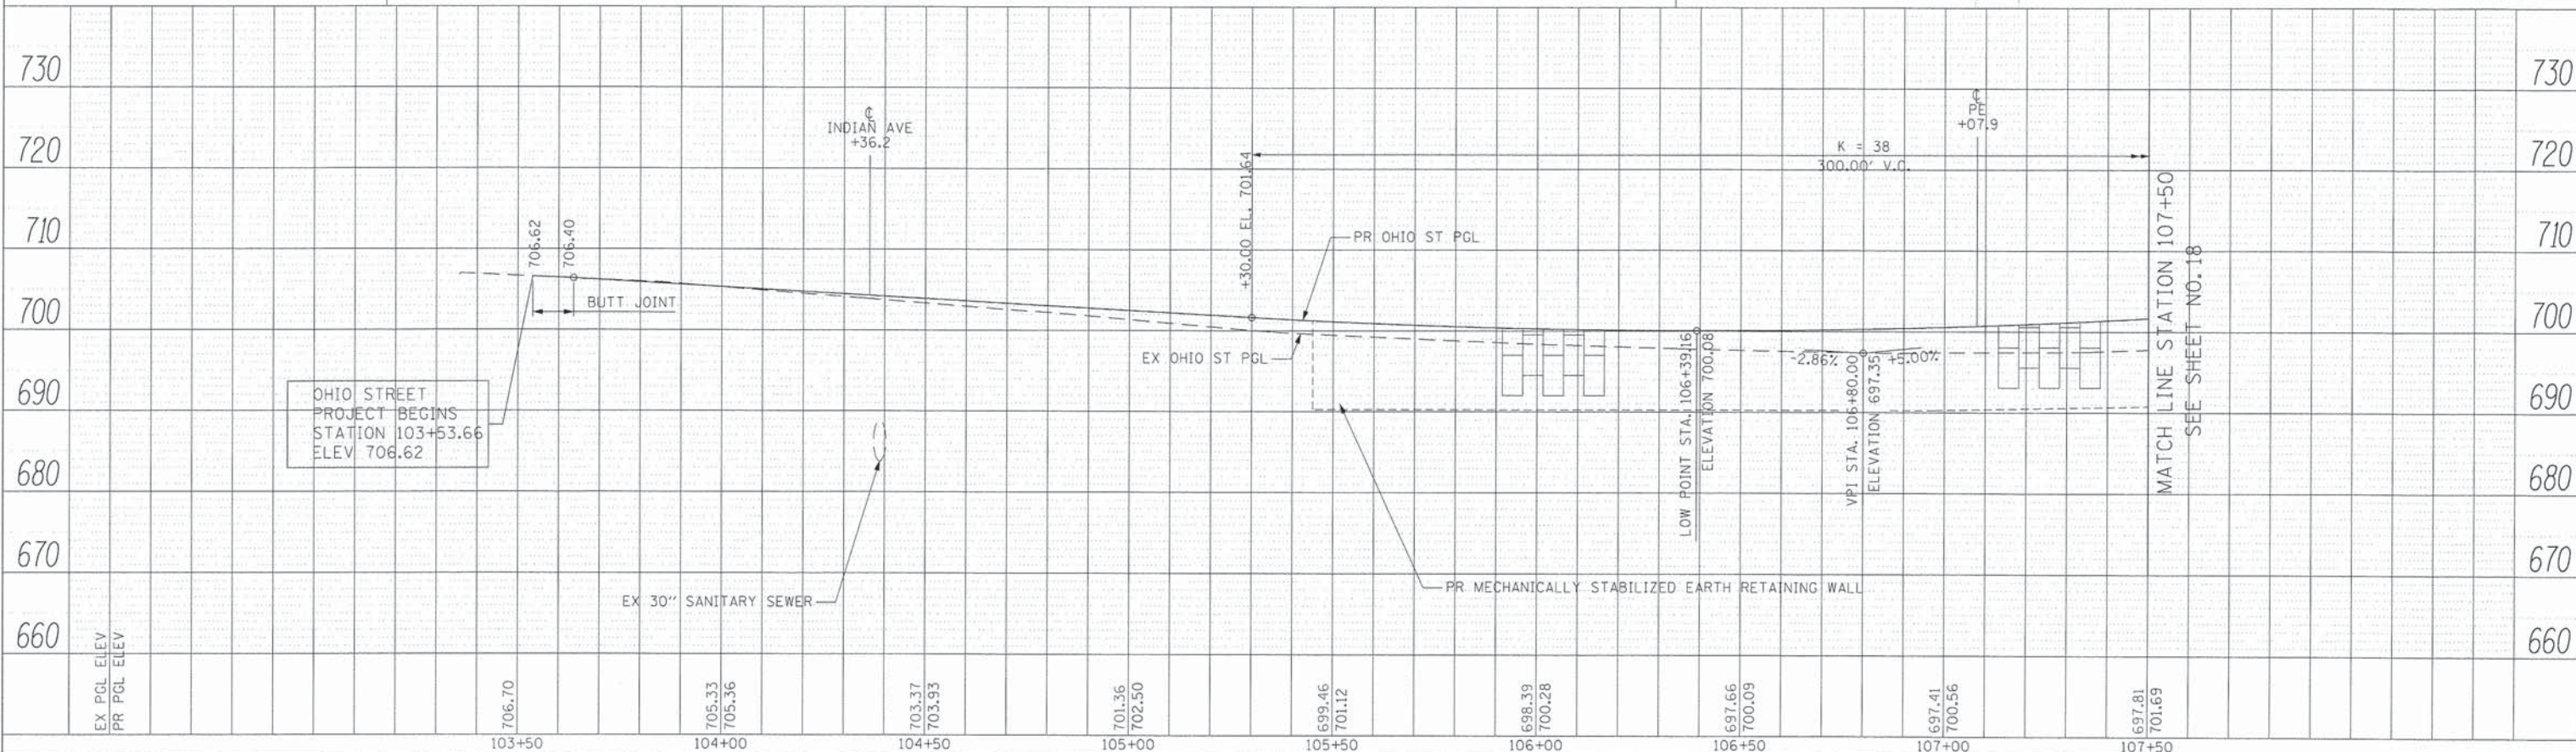 730
720
710
700
690
680
670
660
730
720
710
700
690
680
670
660
℄
INDIAN AVE
+36.2
℄
PE
+07.9
K = 38
300.00' V.C.
706.62
706.40
BUTT JOINT
+30.00 EL. 701.64
PR OHIO ST PGL
EX OHIO ST PGL
OHIO STREET
PROJECT BEGINS
STATION 103+53.66
ELEV 706.62
LOW POINT STA. 106+39.16
ELEVATION 700.08
-2.86%
+5.00%
VPI STA. 106+80.00
ELEVATION 697.35
MATCH LINE STATION 107+50
SEE SHEET NO.18
EX 30" SANITARY SEWER
PR MECHANICALLY STABILIZED EARTH RETAINING WALL
EX PGL ELEV
PR PGL ELEV
706.70
705.33
705.36
703.37
703.93
701.36
702.50
699.46
701.12
698.39
700.28
697.66
700.09
697.41
700.56
697.81
701.69
103+50
104+00
104+50
105+00
105+50
106+00
106+50
107+00
107+50